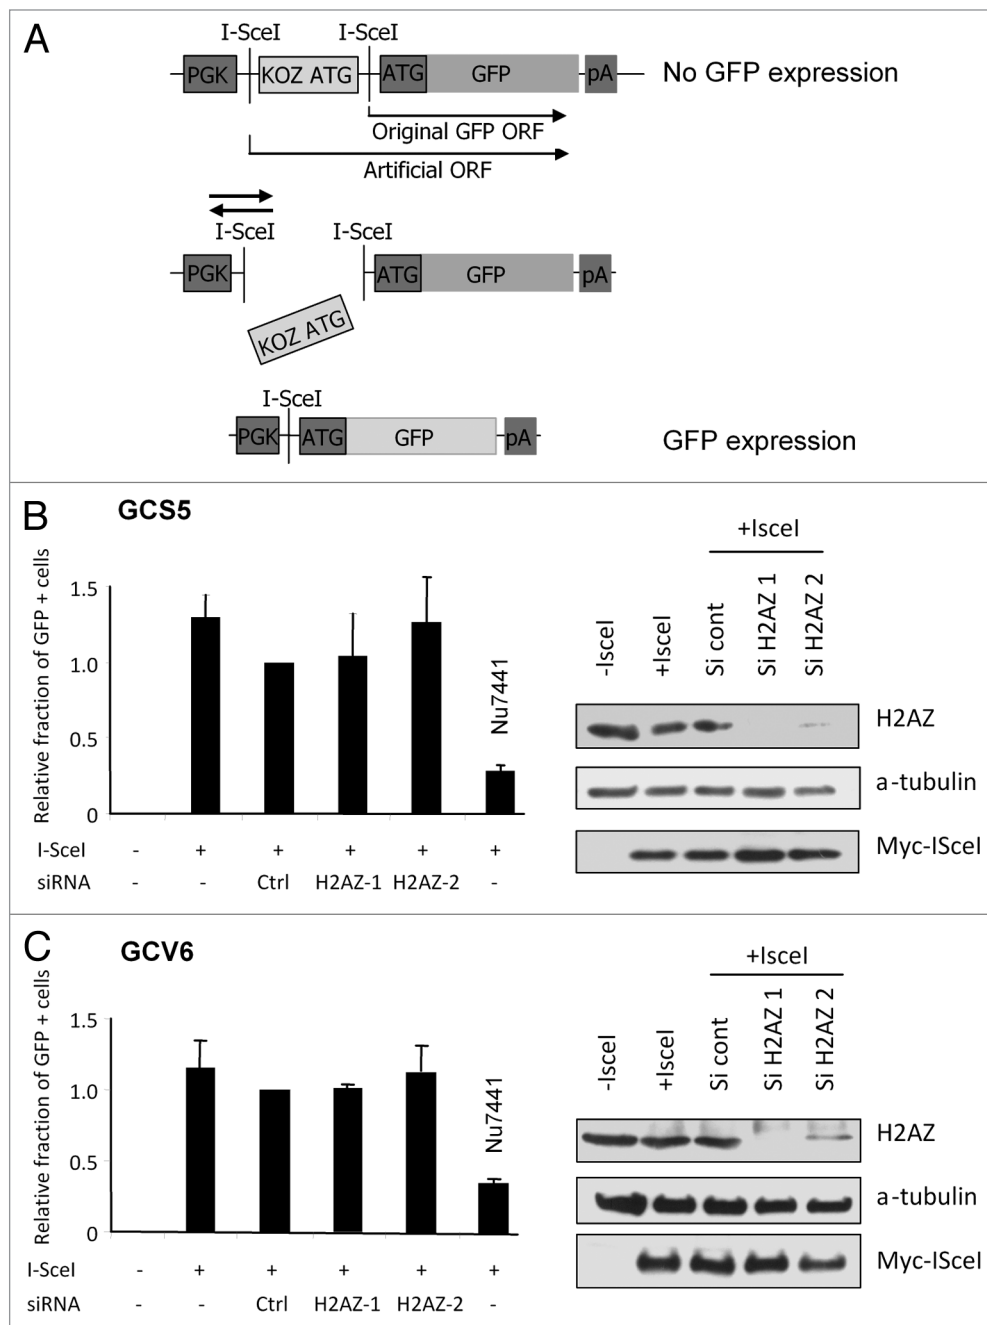 A
I-SceI I-SceI
PGK KOZ ATG ATG GFP pA No GFP expression
Original GFP ORF
Artificial ORF
I-SceI I-SceI
PGK ATG GFP pA
KOZ ATG
I-SceI
PGK ATG GFP pA GFP expression
B GCS5
Relative fraction of GFP + cells
1.5
1.0
0.5
0
Nu7441
I-SceI - + + + + +
siRNA - - Ctrl H2AZ-1 H2AZ-2 -
+IsceI
-IsceI
+IsceI
Si cont
Si H2AZ 1
Si H2AZ 2
H2AZ
a-tubulin
Myc-ISceI
C GCV6
Relative fraction of GFP + cells
1.5
1.0
0.5
0
Nu7441
I-SceI - + + + + +
siRNA - - Ctrl H2AZ-1 H2AZ-2 -
+IsceI
-IsceI
+IsceI
Si cont
Si H2AZ 1
Si H2AZ 2
H2AZ
a-tubulin
Myc-ISceI